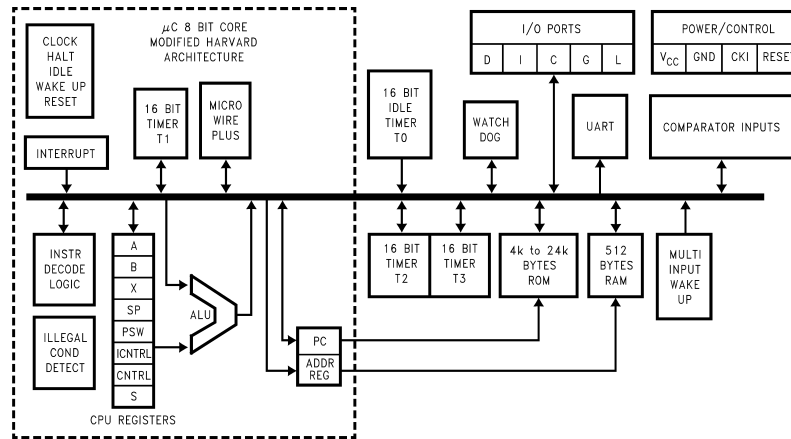 μC 8 BIT CORE
MODIFIED HARVARD
ARCHITECTURE
CLOCK
HALT
IDLE
WAKE UP
RESET
INTERRUPT
16 BIT
TIMER
T1
MICRO
WIRE
PLUS
16 BIT
IDLE
TIMER
T0
WATCH
DOG
I/O PORTS
D I C G L
UART
POWER/CONTROL
VCC GND CKI RESET
COMPARATOR INPUTS
INSTR
DECODE
LOGIC
ILLEGAL
COND
DETECT
A
B
X
SP
PSW
ICNTRL
CNTRL
S
CPU REGISTERS
ALU
PC
ADDR
REG
16 BIT
TIMER
T2
16 BIT
TIMER
T3
4k to 24k
BYTES
ROM
512
BYTES
RAM
MULTI
INPUT
WAKE
UP